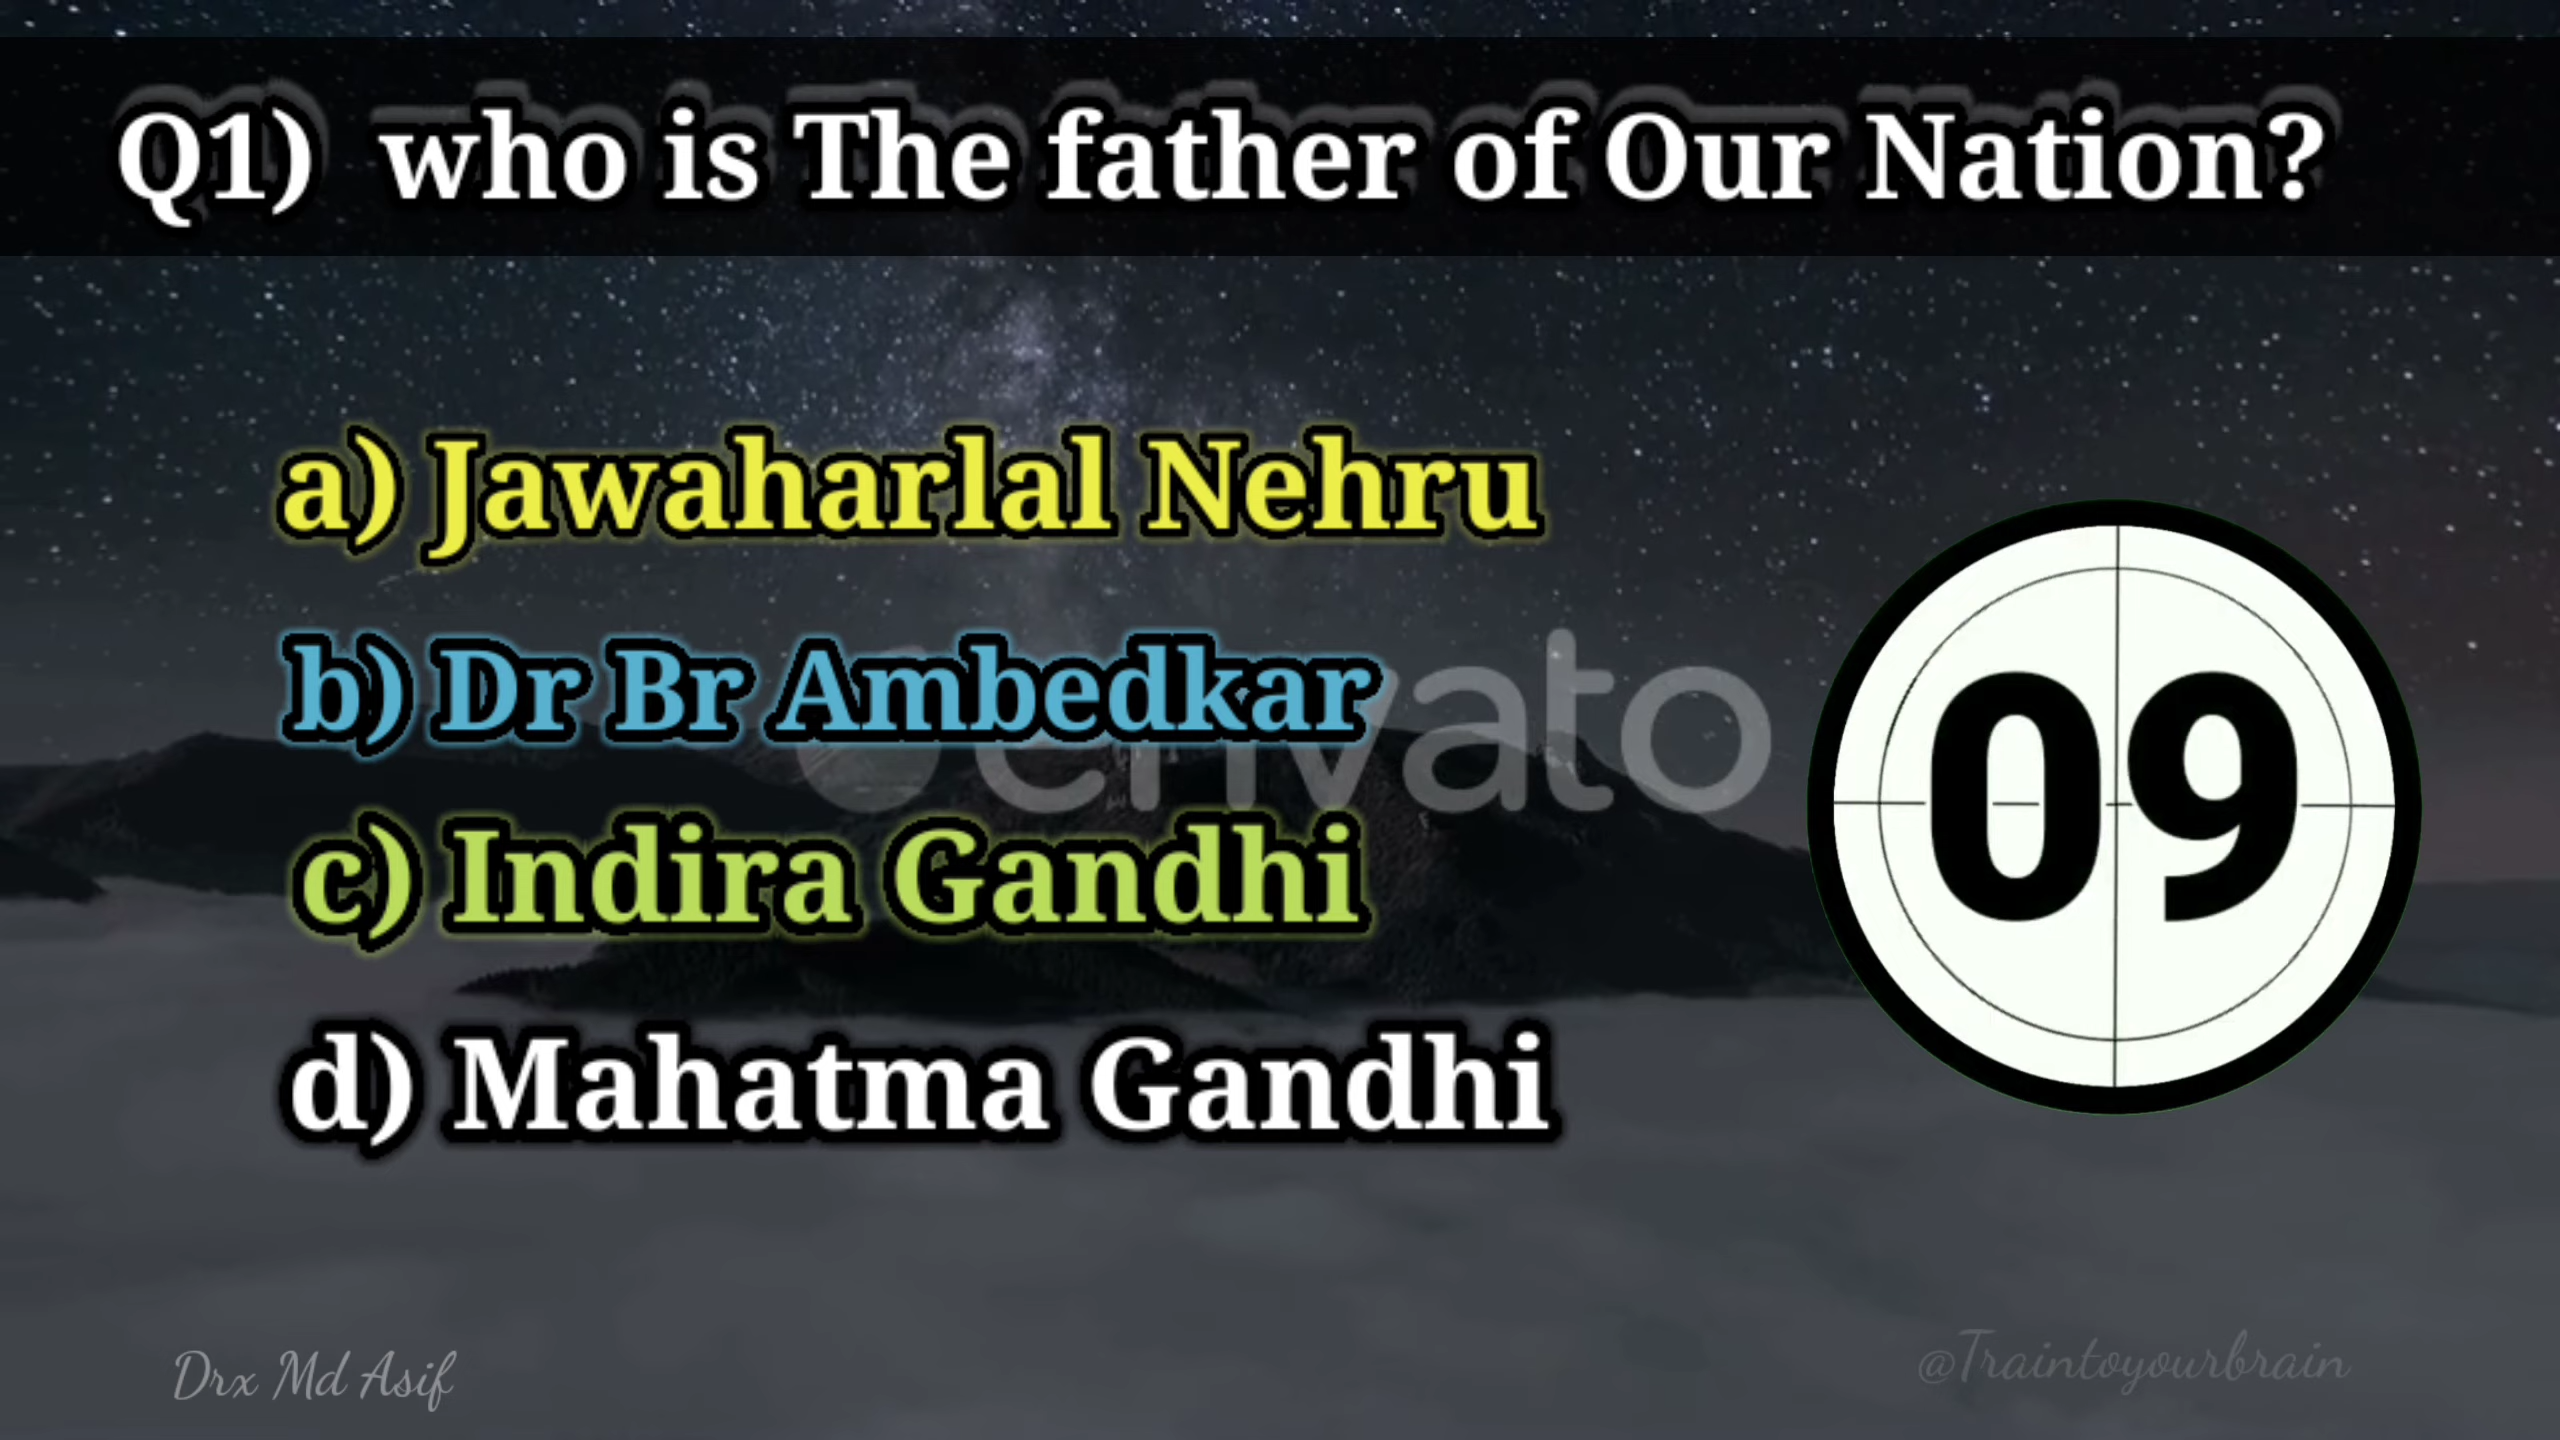 Q1) who is The father of Our Nation?
a) Jawaharlal Nehru
b) Dr Br Ambedkar
envato
c) Indira Gandhi
d) Mahatma Gandhi
09
Drx Md Asif
@Traintoyourbrain